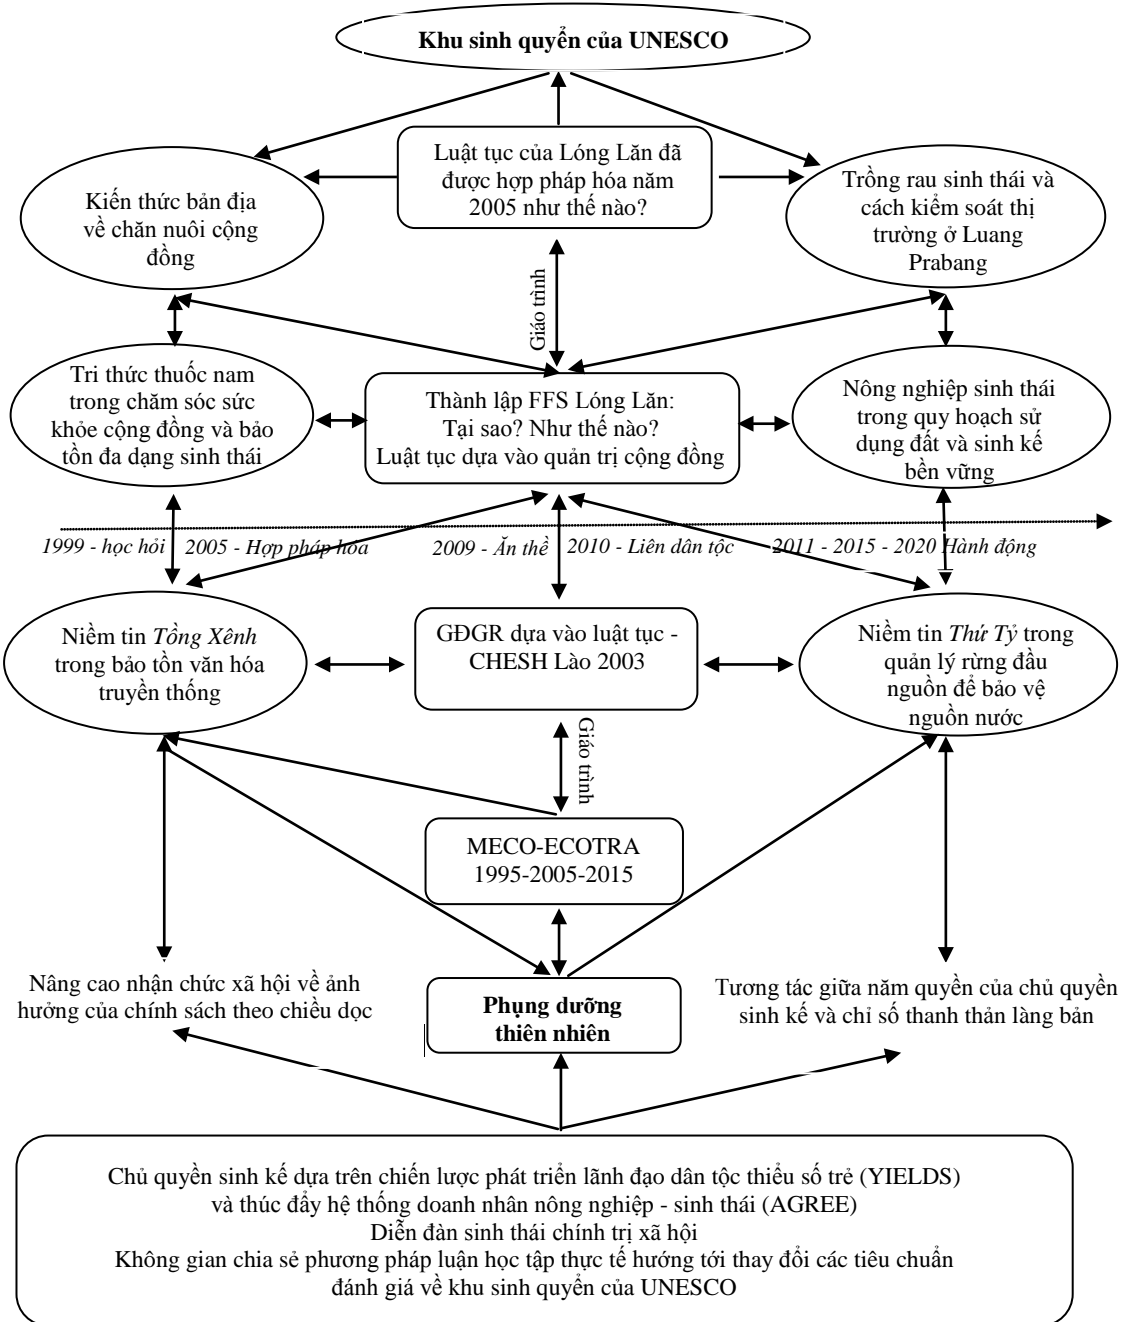 Khu sinh quyển của UNESCO
Luật tục của Lóng Lăn đã
được hợp pháp hóa năm
2005 như thế nào?
Kiến thức bản địa
về chăn nuôi cộng
đồng
Trồng rau sinh thái và
cách kiểm soát thị
trường ở Luang
Prabang
Giáo trình
Tri thức thuốc nam
trong chăm sóc sức
khỏe cộng đồng và bảo
tồn đa dạng sinh thái
Thành lập FFS Lóng Lăn:
Tại sao? Như thế nào?
Luật tục dựa vào quản trị cộng đồng
Nông nghiệp sinh thái
trong quy hoạch sử
dụng đất và sinh kế
bền vững
1999 - học hỏi
2005 - Hợp pháp hóa
2009 - Ăn thề
2010 - Liên dân tộc
2011 - 2015 - 2020 Hành động
Niềm tin Tồng Xênh
trong bảo tồn văn hóa
truyền thống
GĐGR dựa vào luật tục -
CHESH Lào 2003
Niềm tin Thứ Tỷ trong
quản lý rừng đầu
nguồn để bảo vệ
nguồn nước
Giáo trình
MECO-ECOTRA
1995-2005-2015
Nâng cao nhận chức xã hội về ảnh
hưởng của chính sách theo chiều dọc
Phụng dưỡng
thiên nhiên
Tương tác giữa năm quyền của chủ quyền
sinh kế và chỉ số thanh thản làng bản
Chủ quyền sinh kế dựa trên chiến lược phát triển lãnh đạo dân tộc thiểu số trẻ (YIELDS)
và thúc đẩy hệ thống doanh nhân nông nghiệp - sinh thái (AGREE)
Diễn đàn sinh thái chính trị xã hội
Không gian chia sẻ phương pháp luận học tập thực tế hướng tới thay đổi các tiêu chuẩn
đánh giá về khu sinh quyển của UNESCO